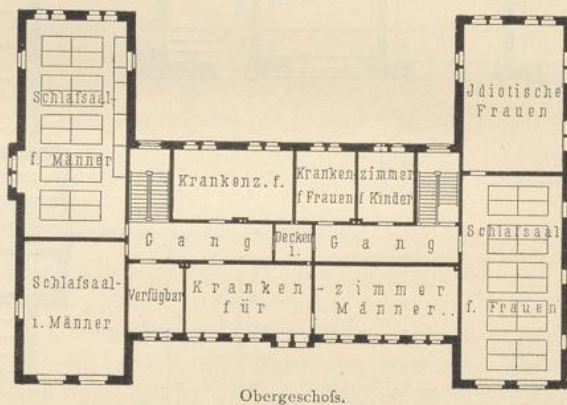 Schlafsaal-
f. Männer
Jdiotische
Frauen
Krankenz. f.
Kranken-
f Frauen
zimmer
f Kinder
Gang
Decken
l.
Gang
Schlafsaal
f. Frauen
Schlafsaal-
Männer
Verfügbar
Kranken
für
-zimmer
Männer..
Obergeschoſs.